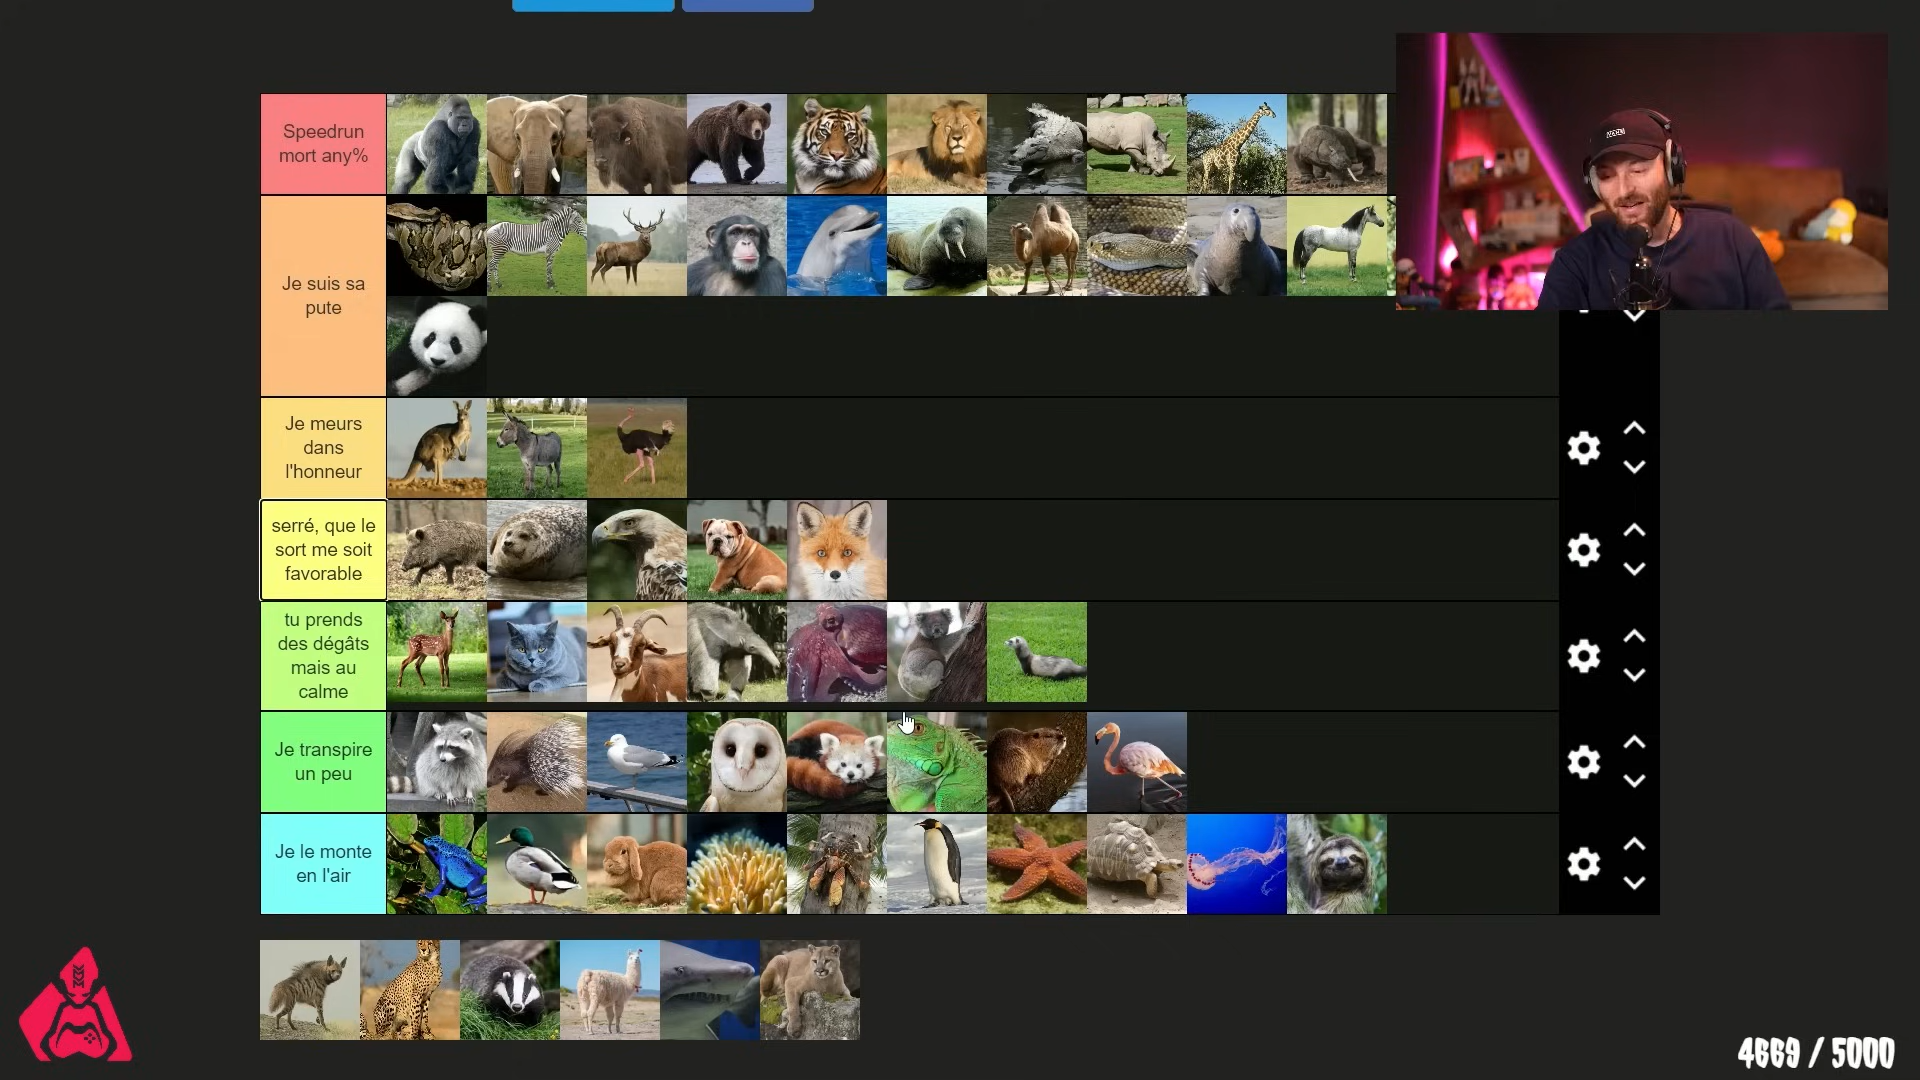 Speedrun
mort any%
Je suis sa
pute
Je meurs
dans
l'honneur
serré, que le
sort me soit
favorable
tu prends
des dégâts
mais au
calme
Je transpire
un peu
Je le monte
en l'air
4669 / 5000